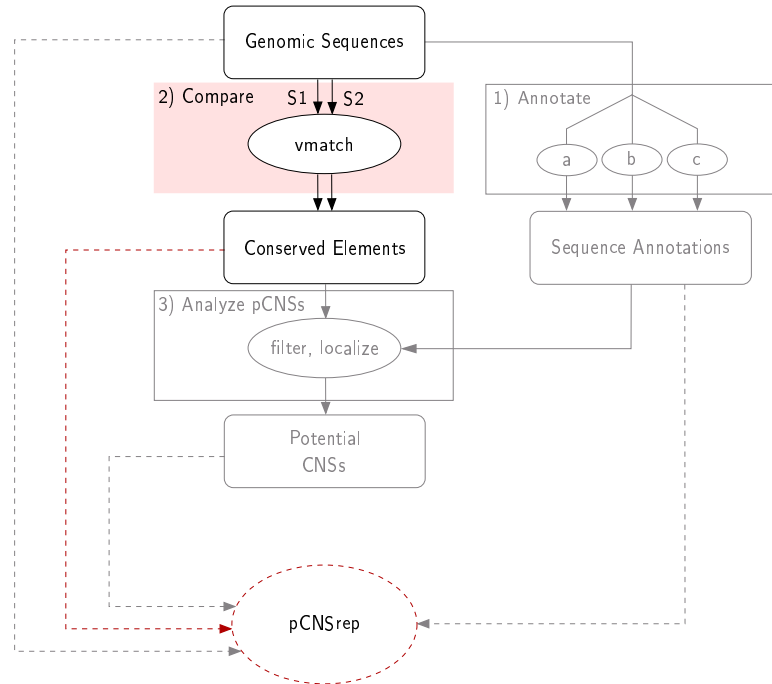 Genomic Sequences
2) Compare
S1
S2
1) Annotate
vmatch
a
b
c
Conserved Elements
Sequence Annotations
3) Analyze pCNSs
filter, localize
Potential
CNSs
pCNSrep